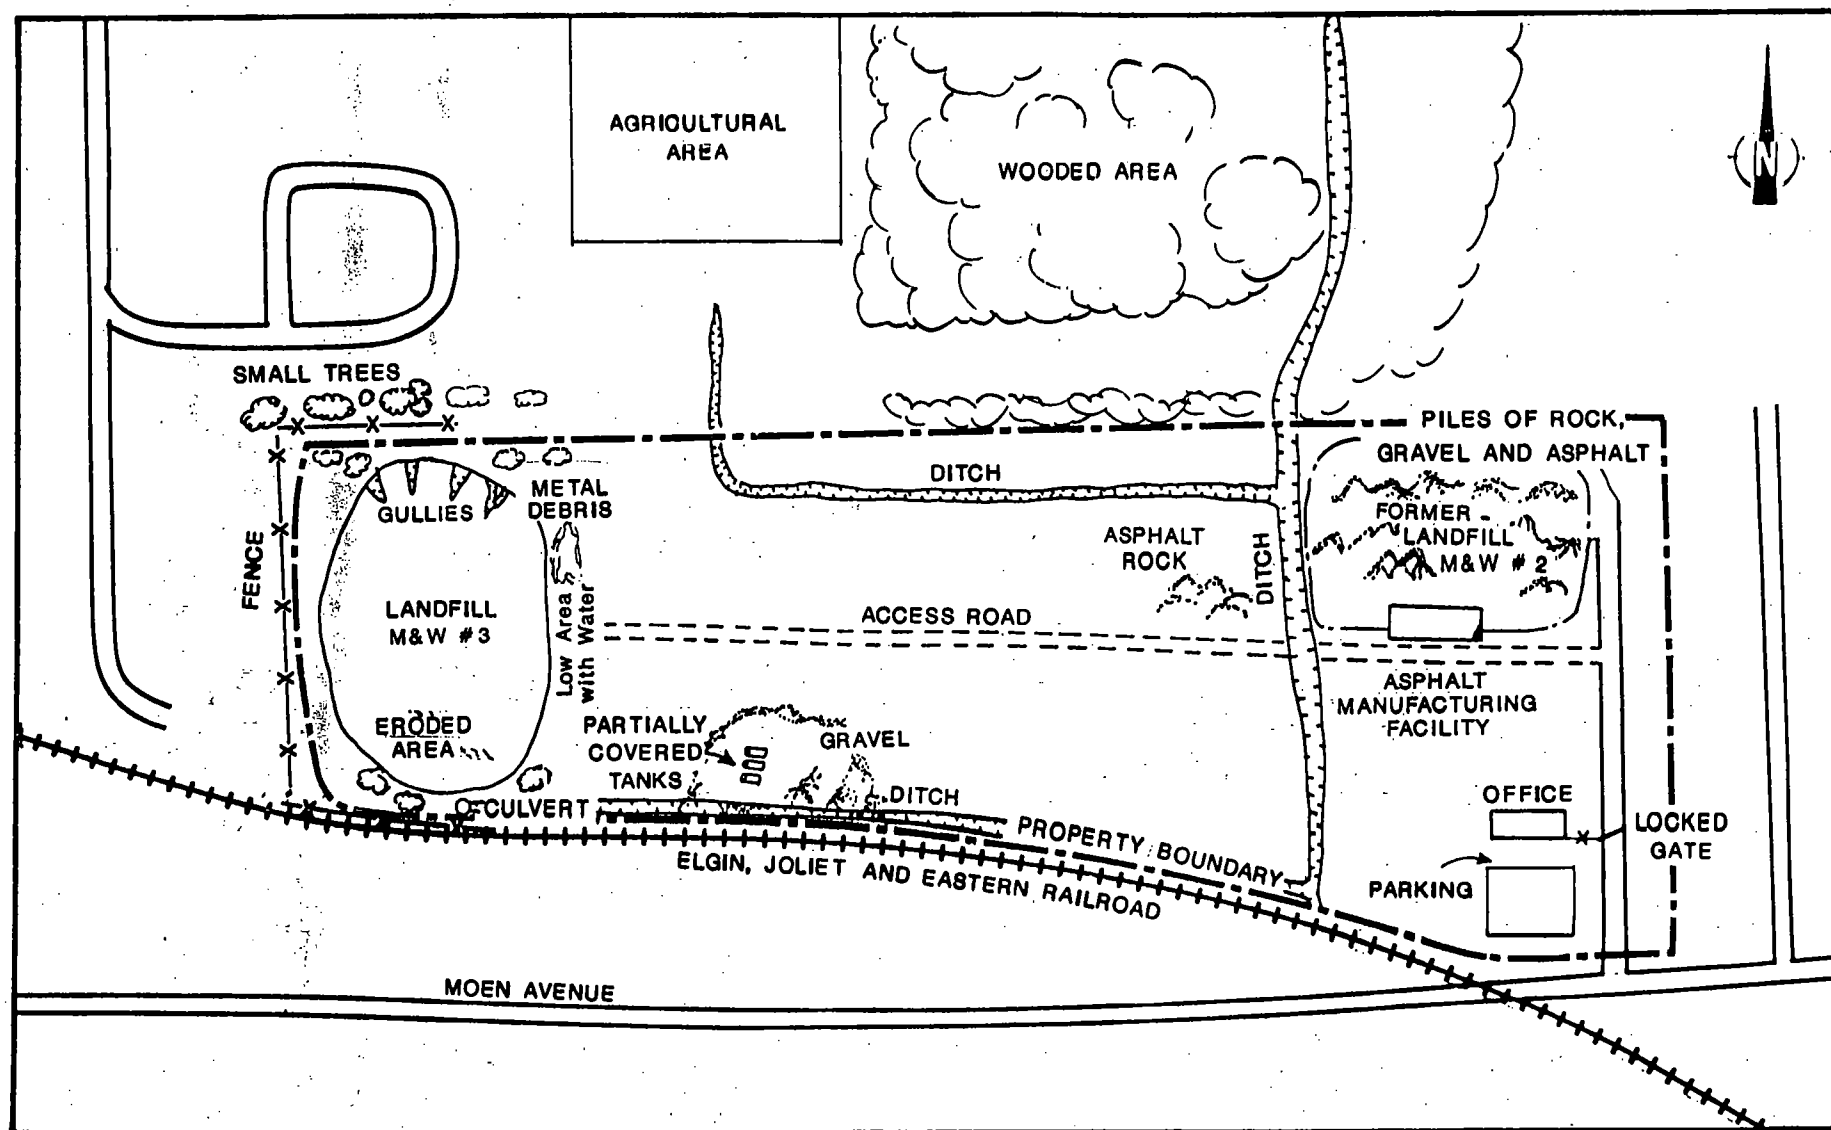 AGRICULTURAL
AREA
WOODED AREA
N
SMALL TREES
PILES OF ROCK,
GRAVEL AND ASPHALT
DITCH
METAL
DEBRIS
GULLIES
FORMER
LANDFILL
M&W # 2
ASPHALT
ROCK
DITCH
FENCE
LANDFILL
M&W #3
Low Area
with Water
ACCESS ROAD
ASPHALT
MANUFACTURING
FACILITY
ERODED
AREA
PARTIALLY
COVERED
TANKS
GRAVEL
CULVERT
DITCH
OFFICE
LOCKED
GATE
PROPERTY BOUNDARY
PARKING
ELGIN, JOLIET AND EASTERN RAILROAD
MOEN AVENUE